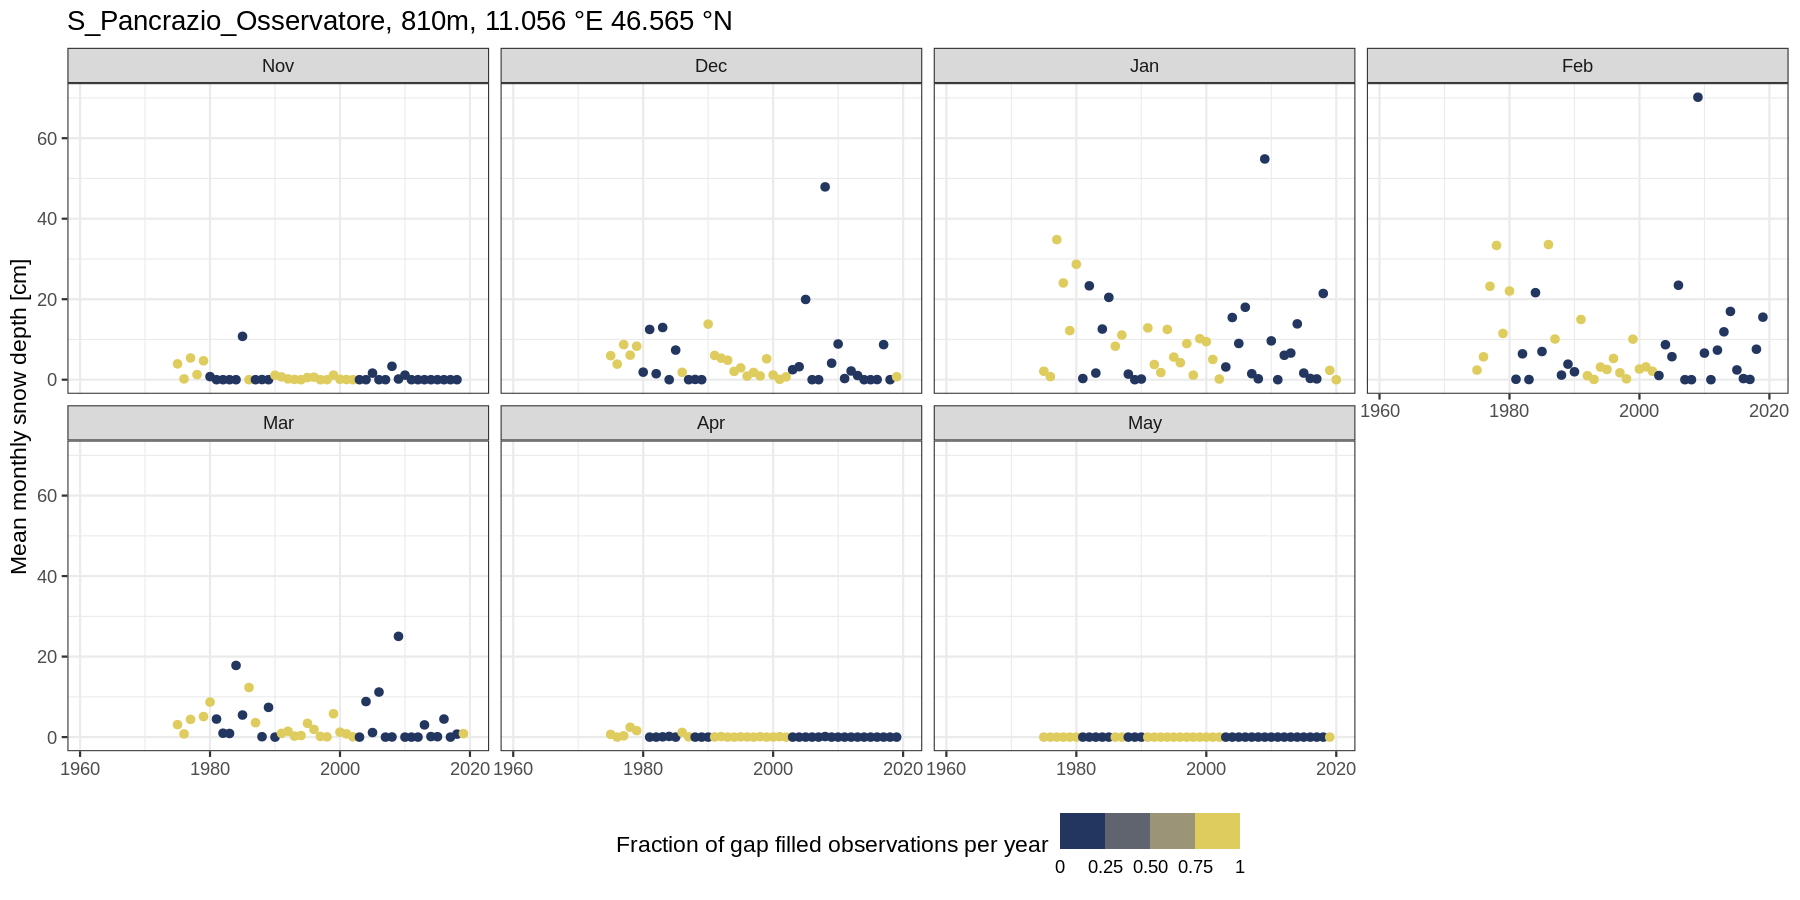 S_Pancrazio_Osservatore, 810m, 11.056 °E 46.565 °N
Nov Dec Jan Feb
60
40
20
0
1960 1980 2000 2020
Mar Apr May
60
40
20
0
1960 1980 2000 2020 1960 1980 2000 2020 1960 1980 2000 2020
Mean monthly snow depth [cm]
Fraction of gap filled observations per year
0 0.25 0.50 0.75 1